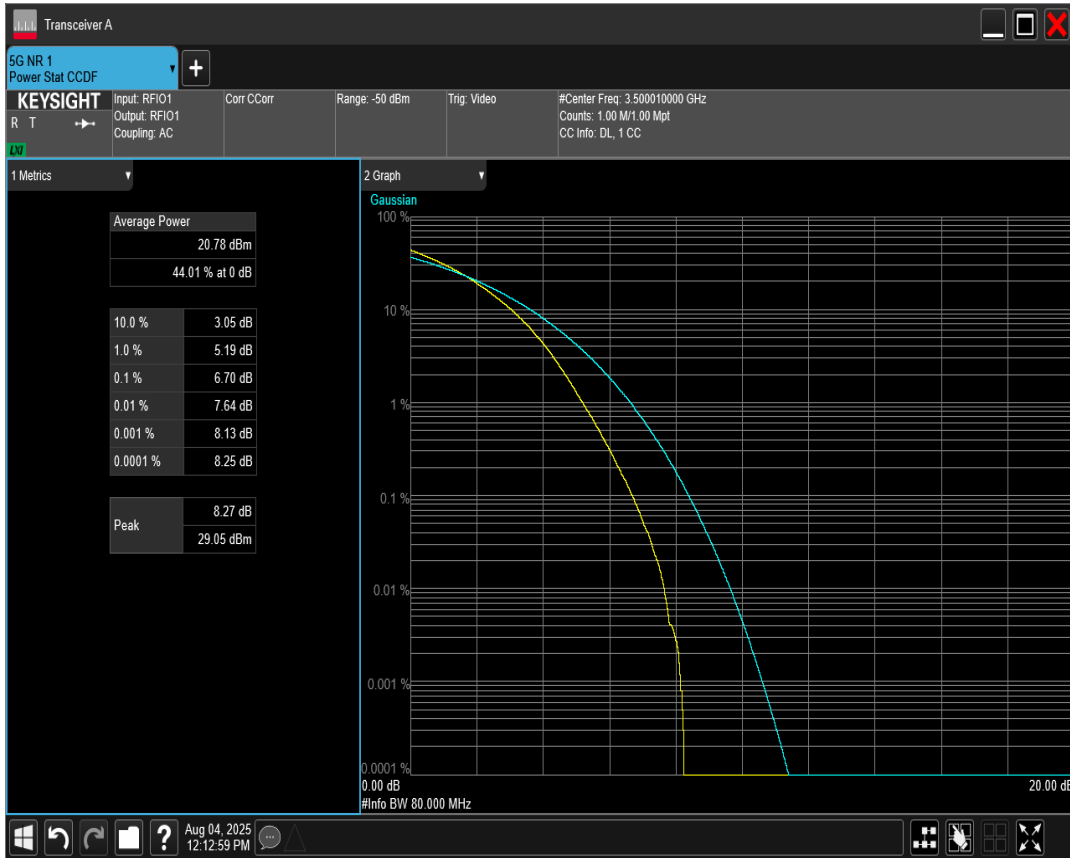 Transceiver A
5G NR 1
Power Stat CCDF
KEYSIGHT
R T
LXI
Input: RFIO1
Output: RFIO1
Coupling: AC
Corr CCorr
Range: -50 dBm
Trig: Video
#Center Freq: 3.500010000 GHz
Counts: 1.00 M/1.00 Mpt
CC Info: DL, 1 CC
1 Metrics
Average Power
20.78 dBm
44.01 % at 0 dB
10.0 % 3.05 dB
1.0 % 5.19 dB
0.1 % 6.70 dB
0.01 % 7.64 dB
0.001 % 8.13 dB
0.0001 % 8.25 dB
Peak
8.27 dB
29.05 dBm
2 Graph
Gaussian
100 %
10 %
1 %
0.1 %
0.01 %
0.001 %
0.0001 %
0.00 dB
20.00 dB
#Info BW 80.000 MHz
?
Aug 04, 2025
12:12:59 PM